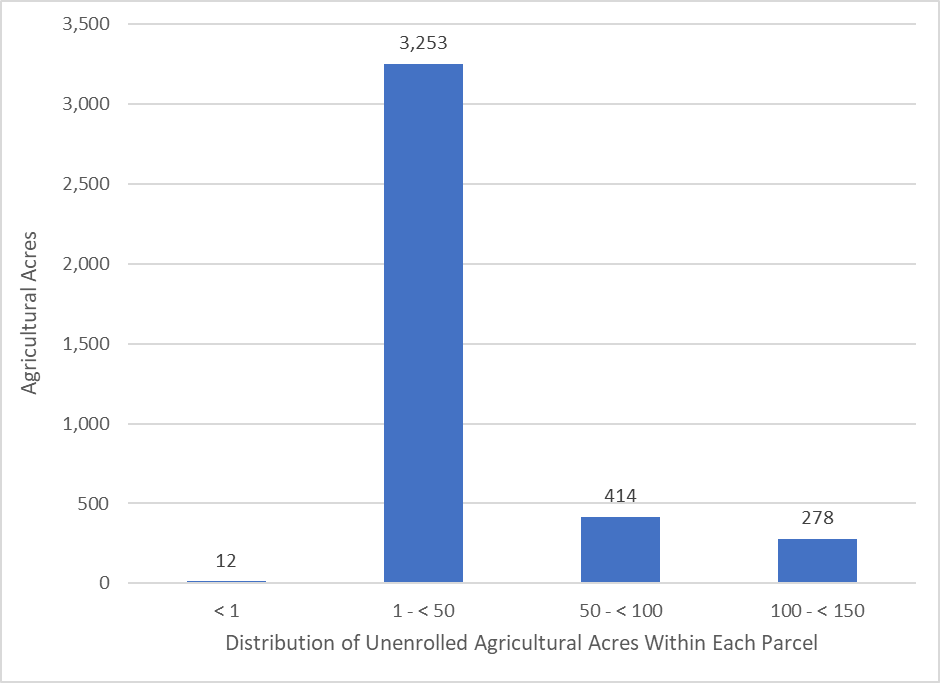 3,500
3,000
2,500
2,000
1,500
1,000
500
0
Agricultural Acres
12
3,253
414
278
< 1
1 - < 50
50 - < 100
100 - < 150
Distribution of Unenrolled Agricultural Acres Within Each Parcel